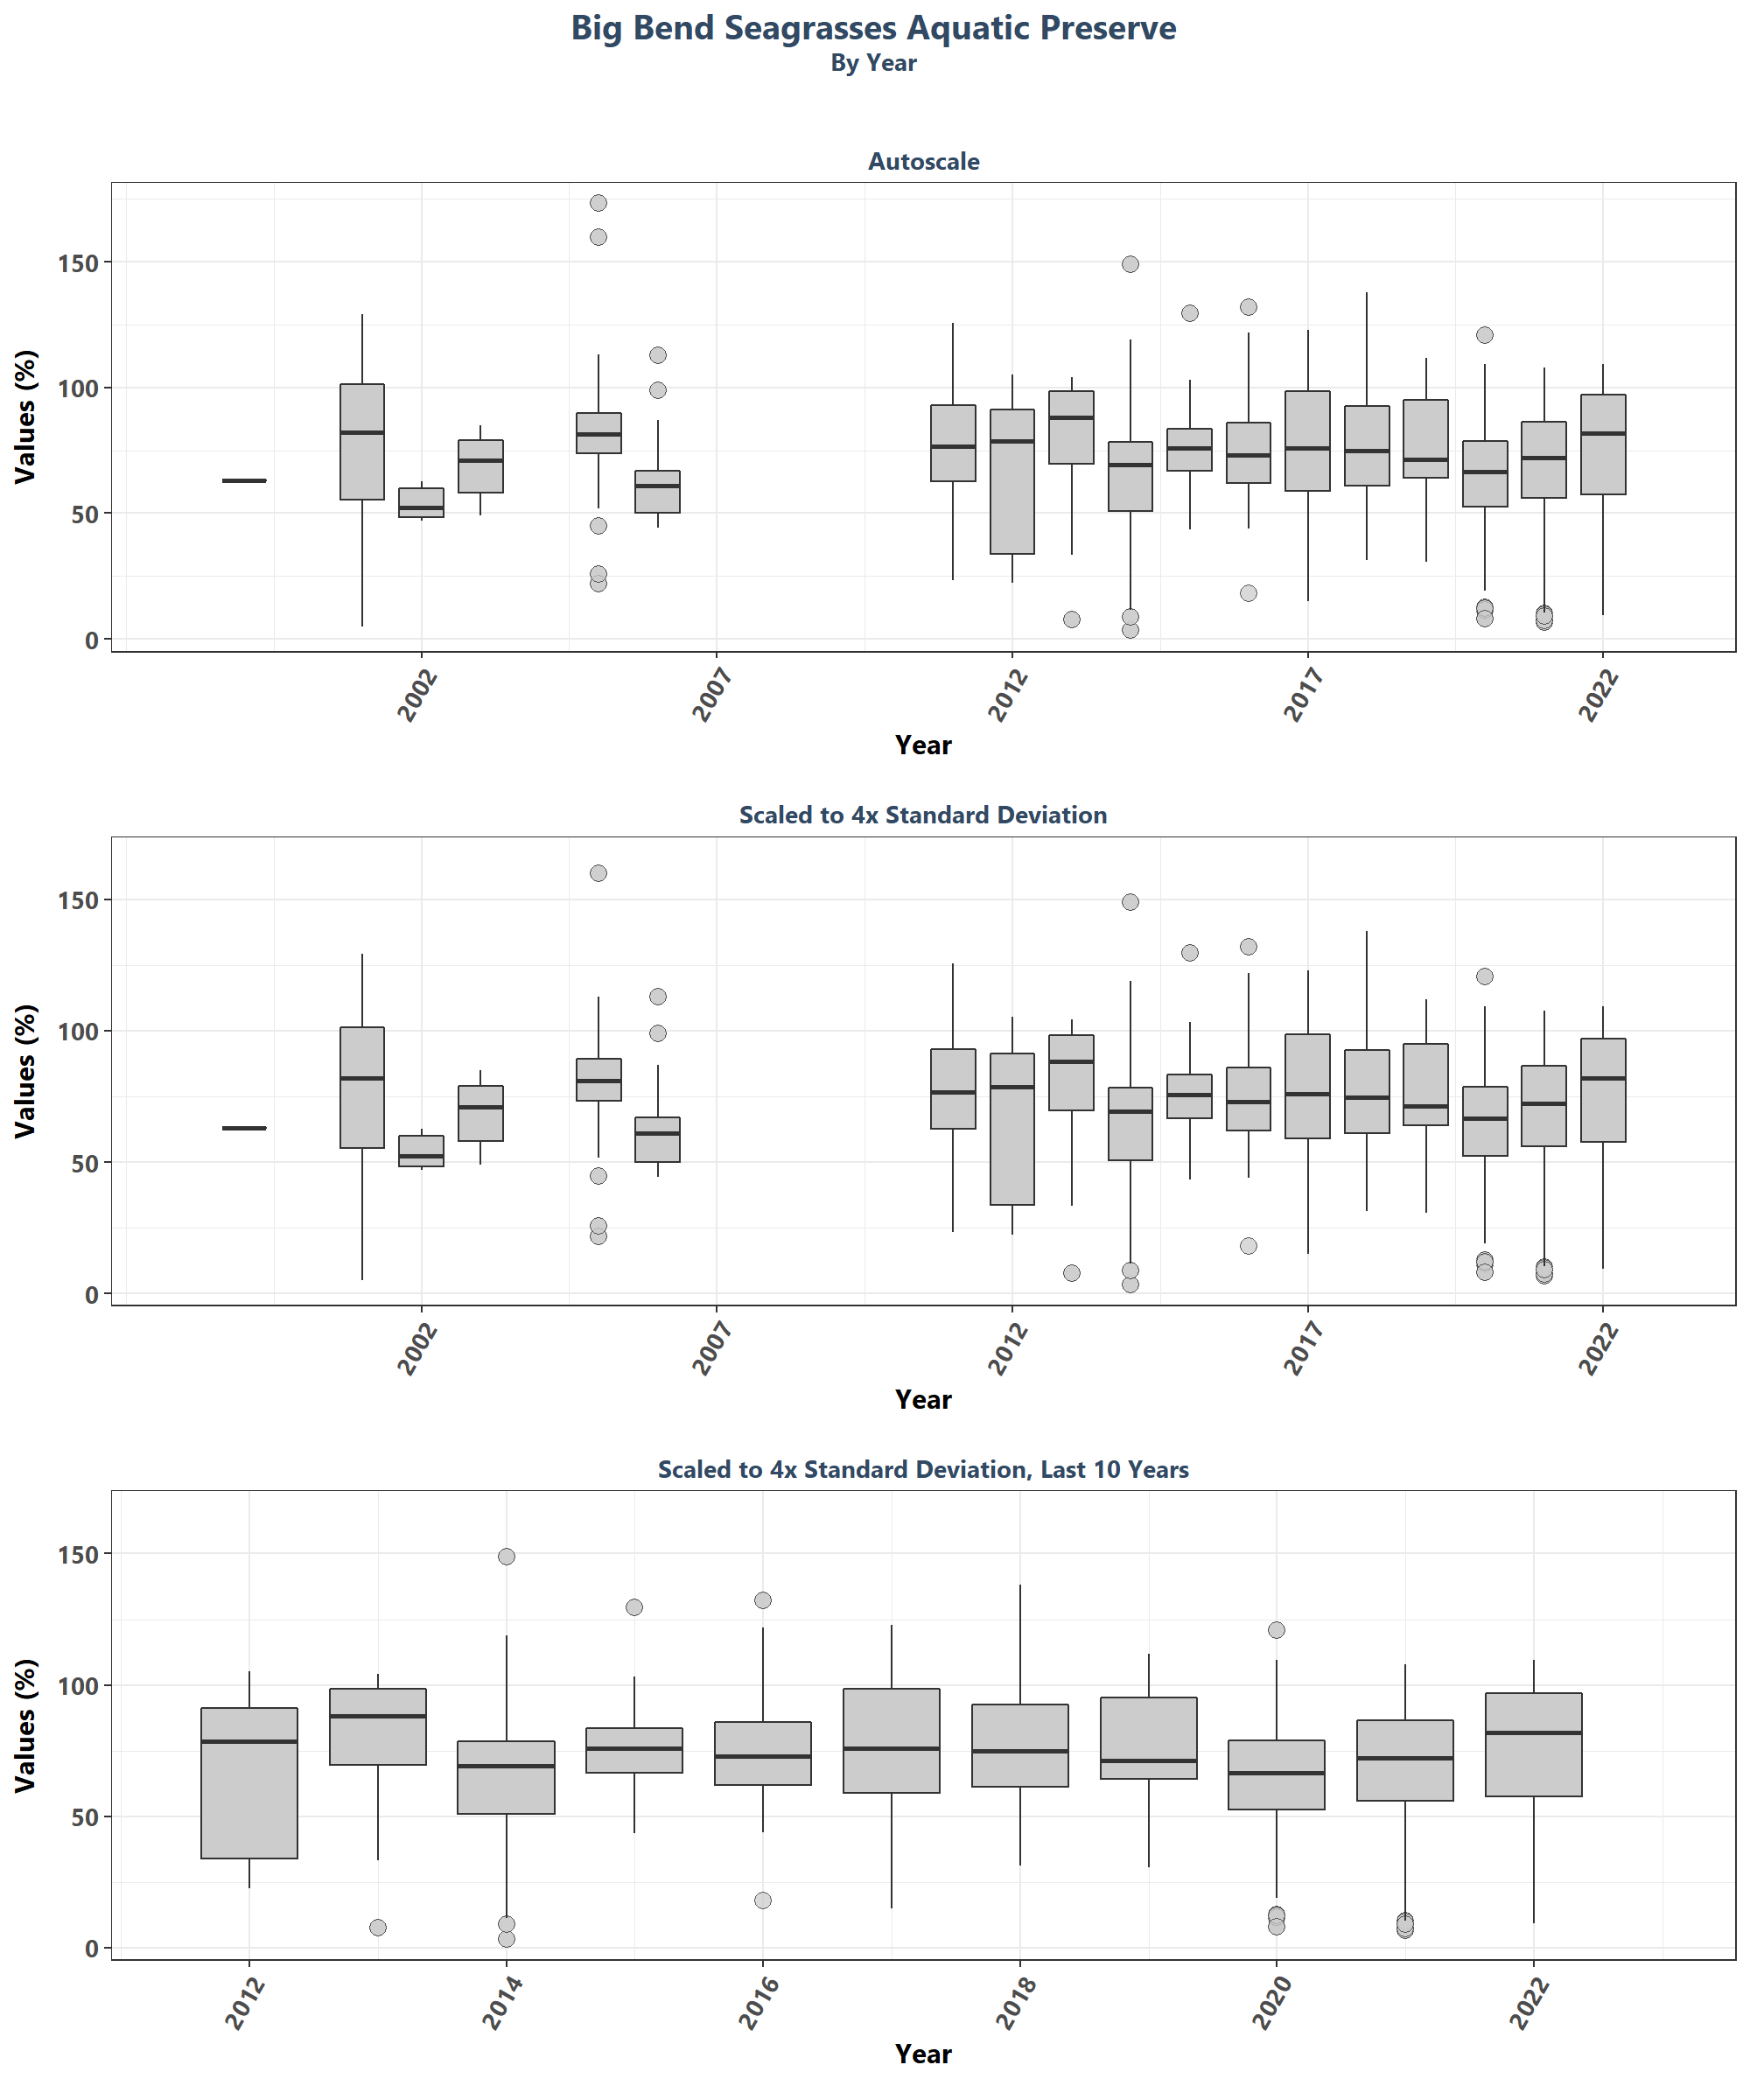 Big Bend Seagrasses Aquatic Preserve
By Year
Autoscale
Values (%)
150
100
50
0
2002 2007 2012 2017 2022
Year
Scaled to 4x Standard Deviation
Values (%)
150
100
50
0
2002 2007 2012 2017 2022
Year
Scaled to 4x Standard Deviation, Last 10 Years
Values (%)
150
100
50
0
2012 2014 2016 2018 2020 2022
Year